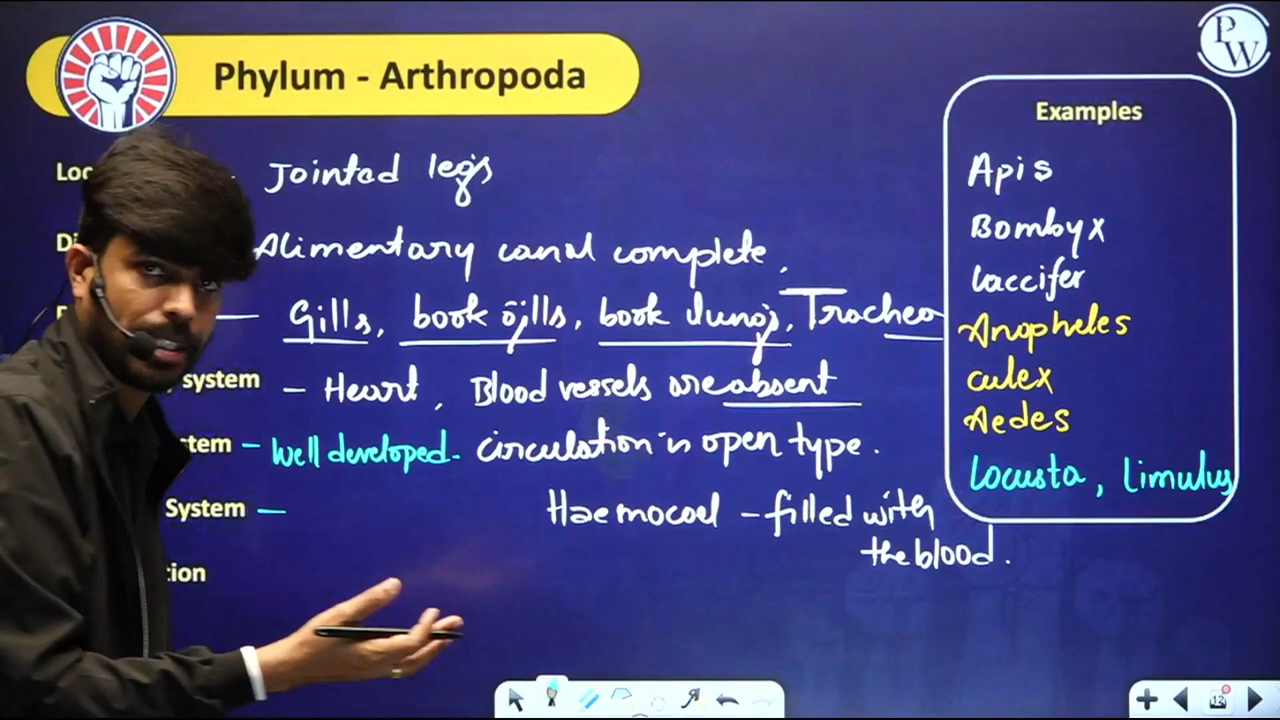 PW
Phylum - Arthropoda
Loc
- Jointed legs
Di
Alimentary canal complete,
- Gills, book gills, book lungs, Trachea
system - Heart, Blood vessels are absent
stem - well developed - circulation is open type.
System -
Haemocoel - filled with
the blood.
tion
Examples
Apis
Bombyx
Laccifer
Anopheles
culex
Aedes
Locusta, Limulus
12